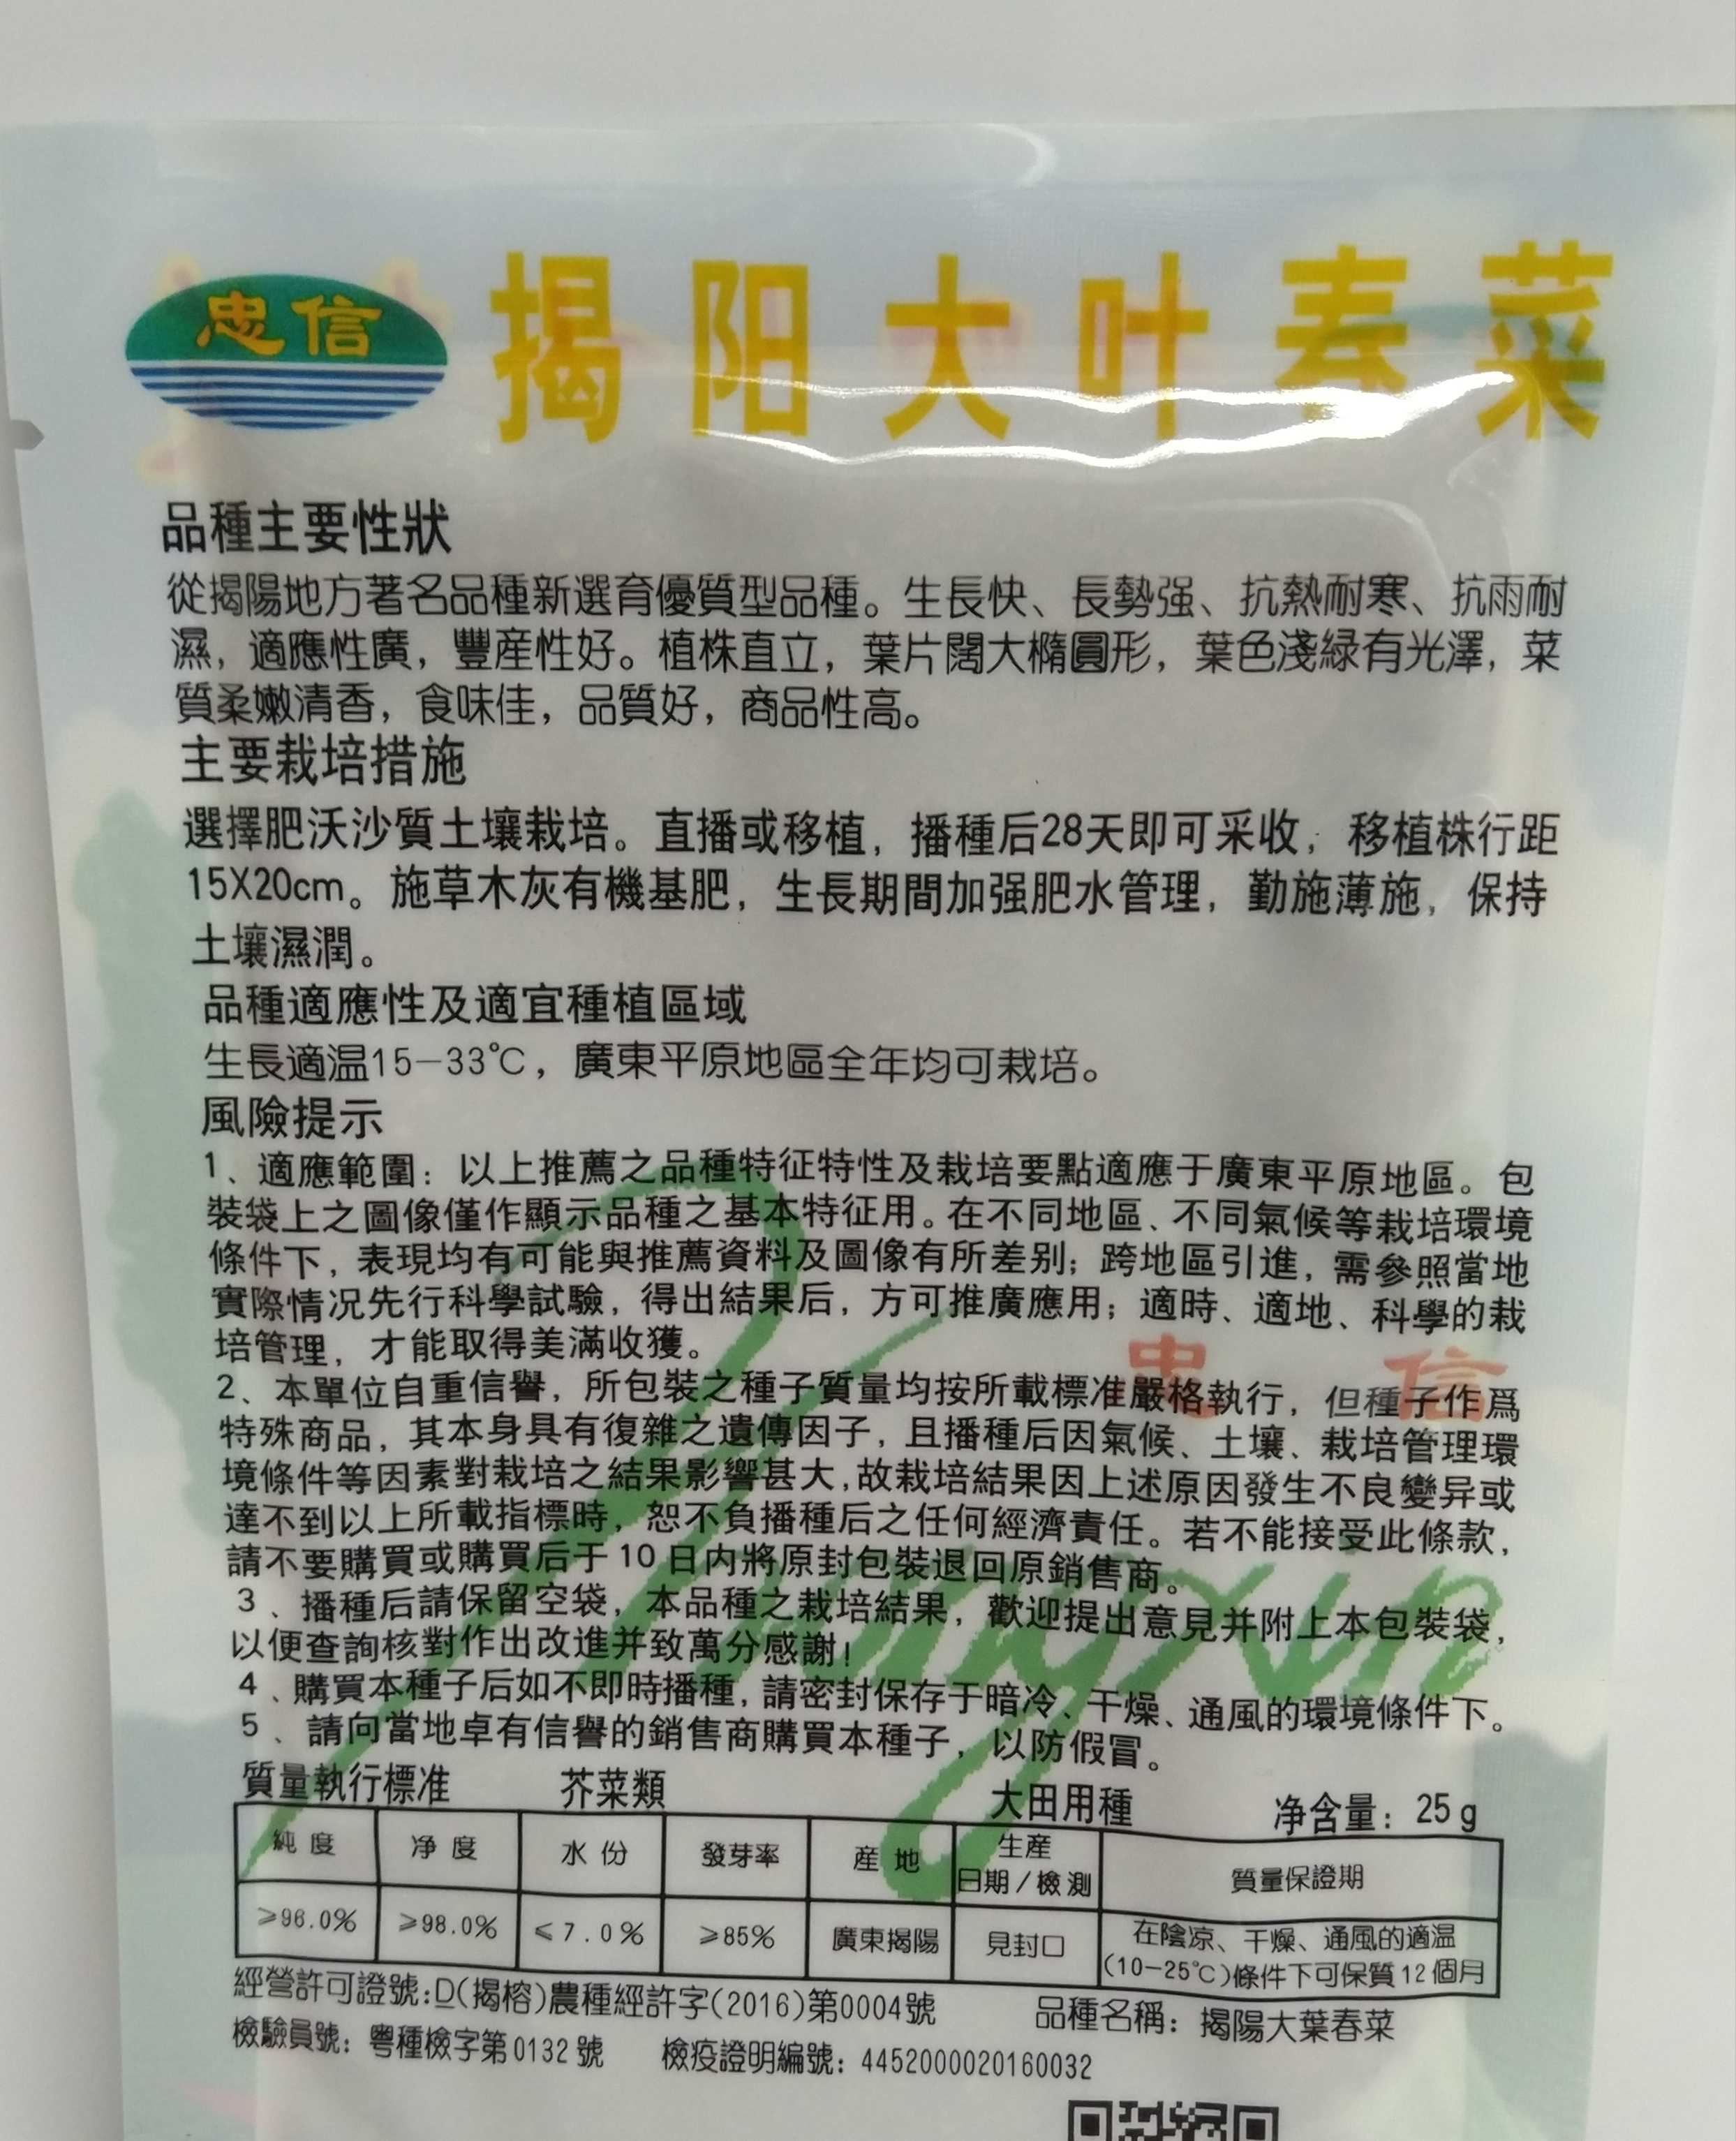 忠信
揭阳大叶春菜
品種主要性狀
從揭陽地方著名品種新選育優質型品種。生長快、長勢强、抗熱耐寒、抗雨耐
濕，適應性廣，豐産性好。植株直立，葉片闊大橢圓形，葉色淺緑有光澤，菜
質柔嫩清香，食味佳，品質好，商品性高。
主要栽培措施
選擇肥沃沙質土壤栽培。直播或移植，播種后28天即可采收；移植株行距
15X20cm。施草木灰有機基肥，生長期間加强肥水管理，勤施薄施，保持
土壤濕潤。
品種適應性及適宜種植區域
生長適温15—33℃，廣東平原地區全年均可栽培。
風險提示
1、適應範圍：以上推薦之品種特征特性及栽培要點適應于廣東平原地區。包
裝袋上之圖像僅作顯示品種之基本特征用。在不同地區、不同氣候等栽培環境
條件下，表現均有可能與推薦資料及圖像有所差别；跨地區引進，需參照當地
實際情况先行科學試驗，得出結果后，方可推廣應用；適時、適地、科學的栽
培管理，才能取得美滿收獲。
忠信
2、本單位自重信譽，所包裝之種子質量均按所載標准嚴格執行，但種子作爲
特殊商品，其本身具有復雜之遺傳因子，且播種后因氣候、土壤、栽培管理環
境條件等因素對栽培之結果影響甚大，故栽培結果因上述原因發生不良變异或
達不到以上所載指標時，恕不負播種后之任何經濟責任。若不能接受此條款，
請不要購買或購買后于10日内將原封包裝退回原銷售商。
3、播種后請保留空袋，本品種之栽培結果，歡迎提出意見并附上本包裝袋，
以便查詢核對作出改進并致萬分感謝！
4、購買本種子后如不即時播種，請密封保存于暗冷、干燥、通風的環境條件下。
5、請向當地卓有信譽的銷售商購買本種子，以防假冒。
Zhongxin
質量執行標准 芥菜類 大田用種 净含量：25g
純度 净度 水份 發芽率 産地 生産日期/檢測 質量保證期
≥96.0% ≥98.0% ≤7.0% ≥85% 廣東揭陽 見封口 在陰凉、干燥、通風的適温
(10—25℃)條件下可保質12個月
經營許可證號:D(揭榕)農種經許字(2016)第0004號 品種名稱：揭陽大葉春菜
檢驗員號：粤種檢字第0132號 檢疫證明編號：4452000020160032